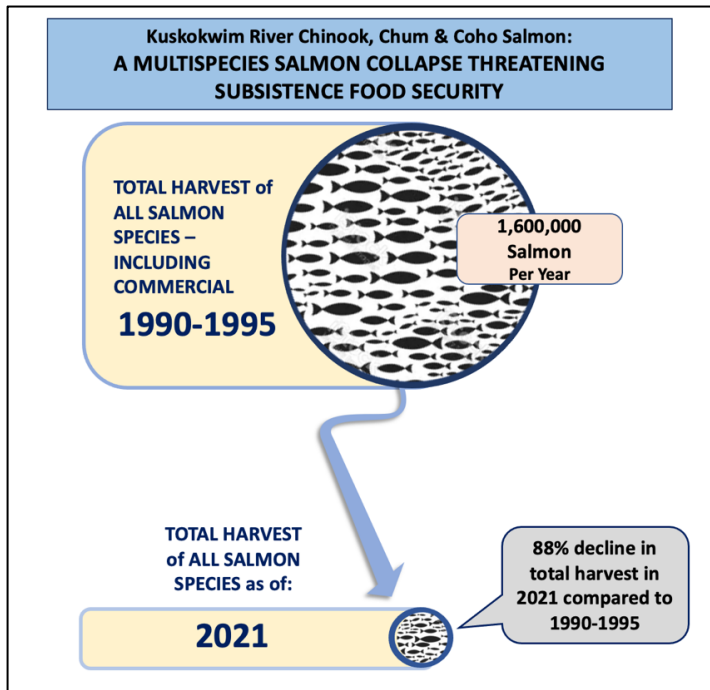 Kuskokwim River Chinook, Chum & Coho Salmon:
A MULTISPECIES SALMON COLLAPSE THREATENING
SUBSISTENCE FOOD SECURITY
TOTAL HARVEST of
ALL SALMON
SPECIES –
INCLUDING
COMMERCIAL
1990-1995
1,600,000
Salmon
Per Year
TOTAL HARVEST
of ALL SALMON
SPECIES as of:
2021
88% decline in
total harvest in
2021 compared to
1990-1995